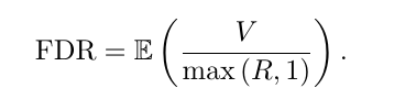 FDR = 𝔼 ( V / max (R, 1) ) .